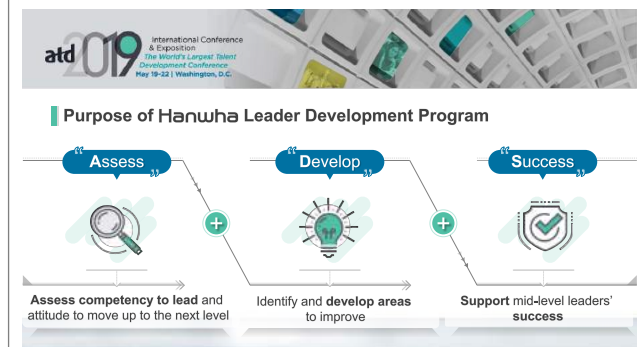 atd 2019
International Conference
& Exposition
The World's Largest Talent
Development Conference
May 19-22 | Washington, D.C.
Purpose of Hanwha Leader Development Program
“Assess”
“Develop”
“Success”
Assess competency to lead and
attitude to move up to the next level
Identify and develop areas
to improve
Support mid-level leaders'
success